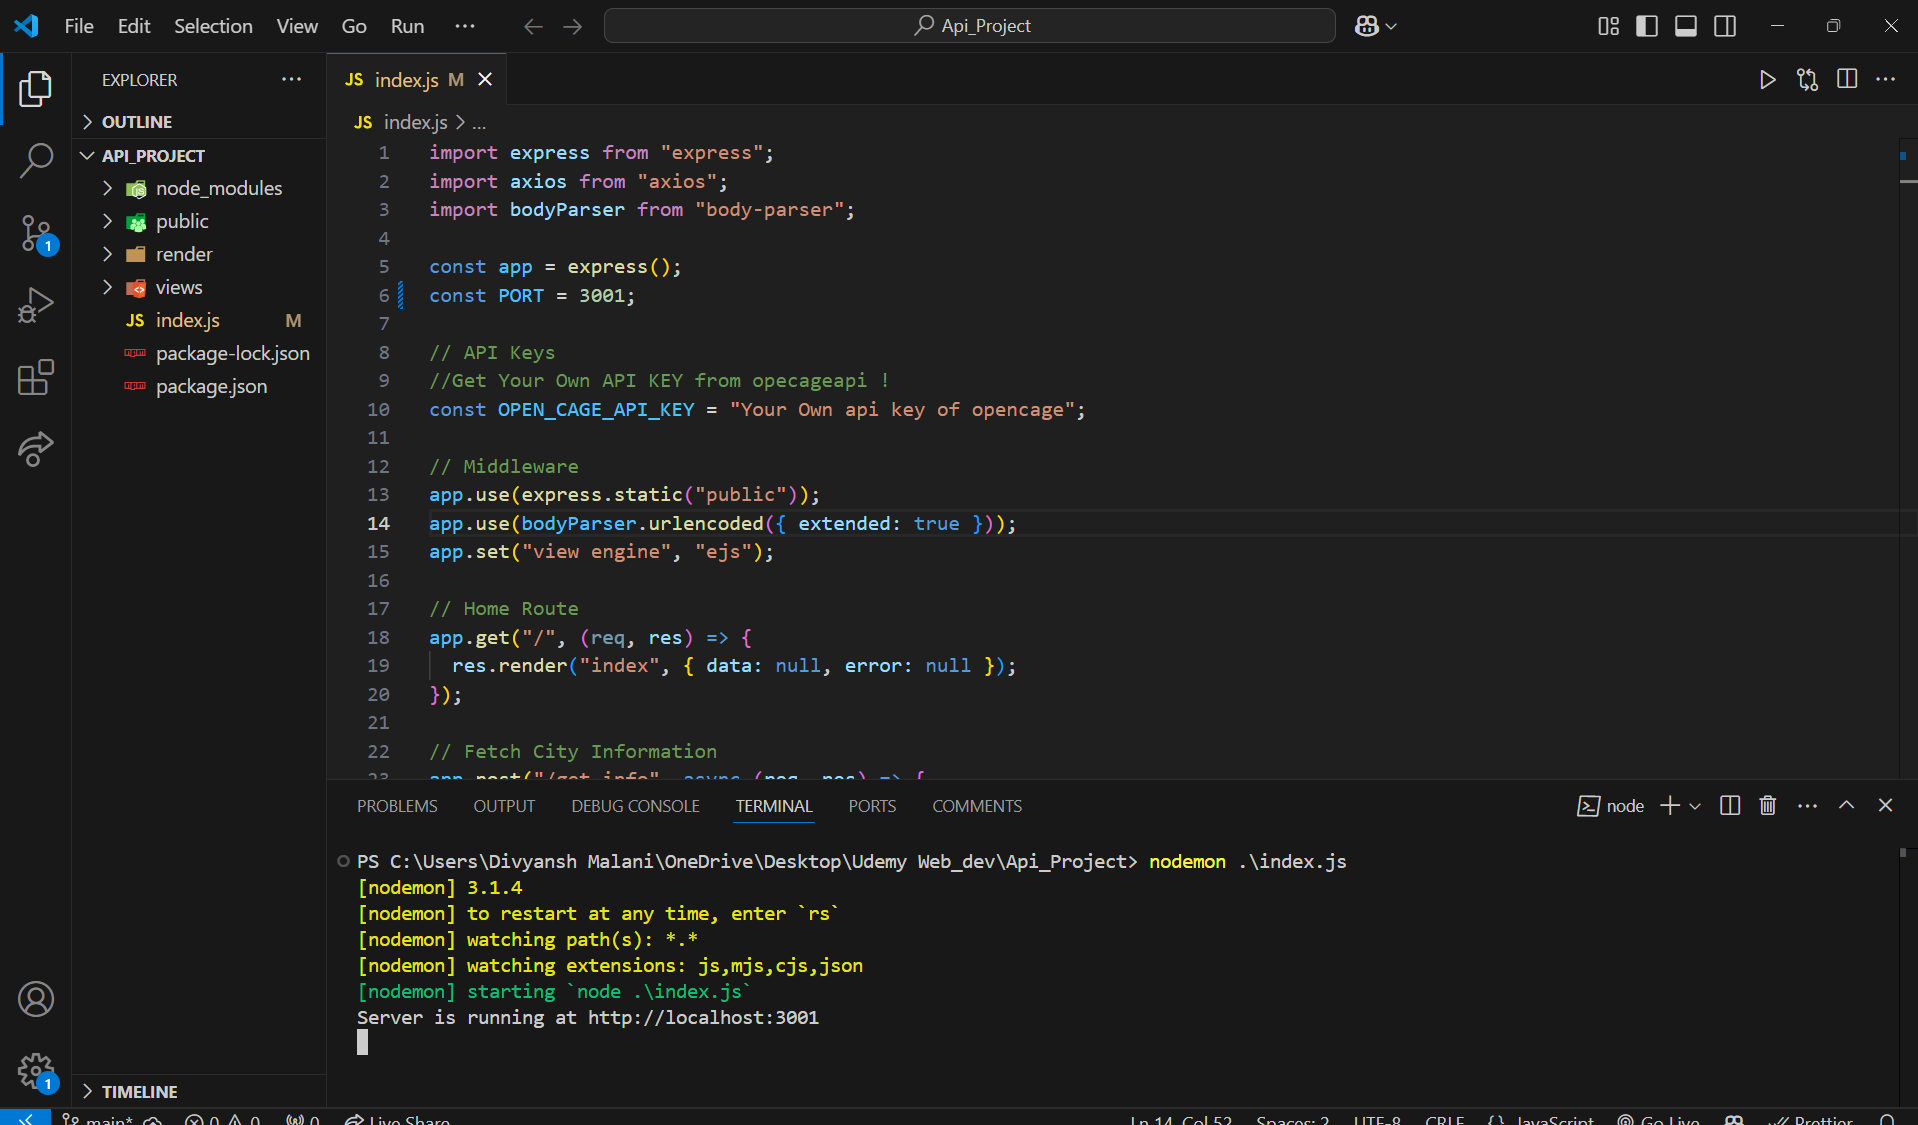 File Edit Selection View Go Run ··· Api_Project
EXPLORER ···
OUTLINE
API_PROJECT
node_modules
public
render
views
JS index.js M
package-lock.json
package.json
TIMELINE
1
1
JS index.js M
JS index.js > ...
1 import express from "express";
2 import axios from "axios";
3 import bodyParser from "body-parser";
4
5 const app = express();
6 const PORT = 3001;
7
8 // API Keys
9 //Get Your Own API KEY from opecageapi !
10 const OPEN_CAGE_API_KEY = "Your Own api key of opencage";
11
12 // Middleware
13 app.use(express.static("public"));
14 app.use(bodyParser.urlencoded({ extended: true }));
15 app.set("view engine", "ejs");
16
17 // Home Route
18 app.get("/", (req, res) => {
19 res.render("index", { data: null, error: null });
20 });
21
22 // Fetch City Information
23 app.post("/get-info", async (req, res) => {
PROBLEMS OUTPUT DEBUG CONSOLE TERMINAL PORTS COMMENTS node
PS C:\Users\Divyansh Malani\OneDrive\Desktop\Udemy Web_dev\Api_Project> nodemon .\index.js
[nodemon] 3.1.4
[nodemon] to restart at any time, enter `rs`
[nodemon] watching path(s): *.*
[nodemon] watching extensions: js,mjs,cjs,json
[nodemon] starting `node .\index.js`
Server is running at http://localhost:3001
main* 0 0 0 Live Share Ln 14, Col 52 Spaces: 2 UTF-8 CRLF {} JavaScript Go Live Prettier